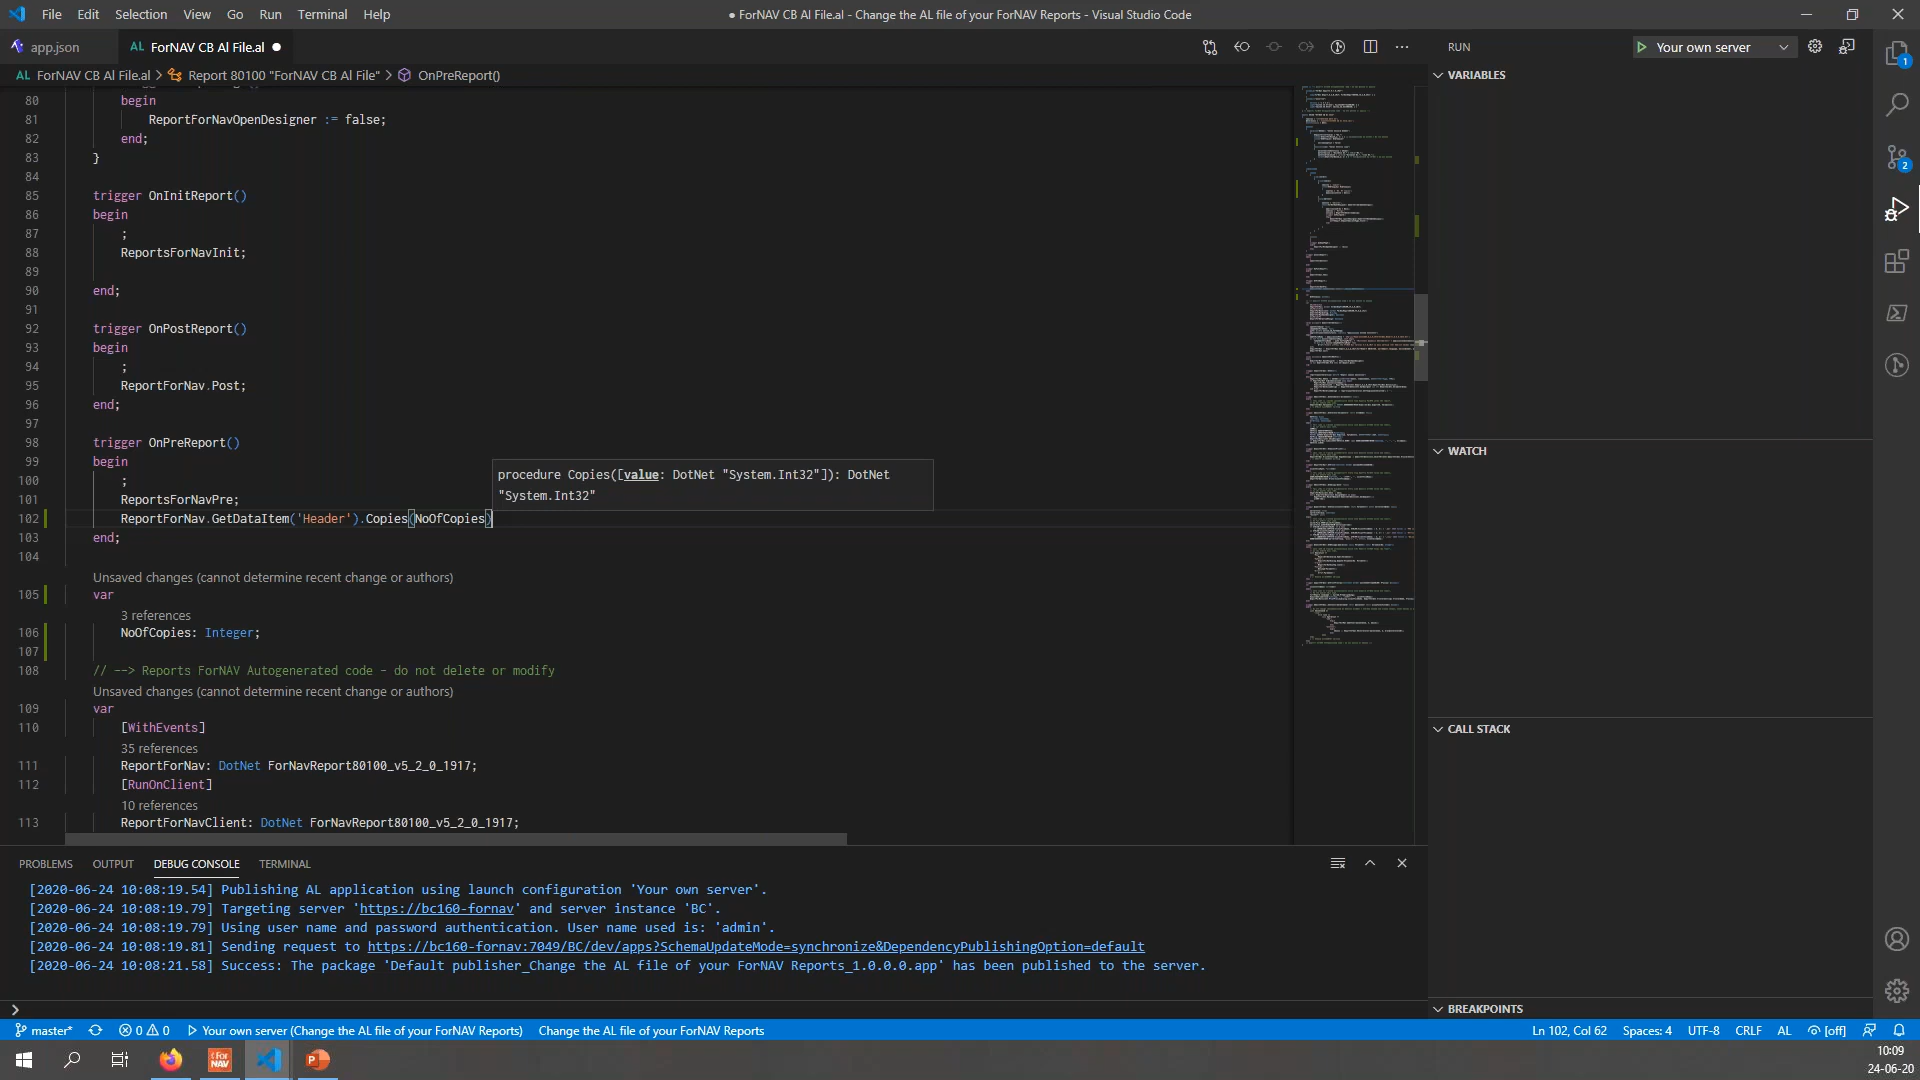 File Edit Selection View Go Run Terminal Help
● ForNAV CB Al File.al - Change the AL file of your ForNAV Reports - Visual Studio Code
app.json
AL ForNAV CB Al File.al ●
RUN
Your own server
AL ForNAV CB Al File.al > Report 80100 "ForNAV CB Al File" > OnPreReport()
VARIABLES
1
2
80 begin
81 ReportForNavOpenDesigner := false;
82 end;
83 }
84
85 trigger OnInitReport()
86 begin
87 ;
88 ReportsForNavInit;
89
90 end;
91
92 trigger OnPostReport()
93 begin
94 ;
95 ReportForNav.Post;
96 end;
97
98 trigger OnPreReport()
99 begin
100 ;
101 ReportsForNavPre;
procedure Copies([value: DotNet "System.Int32"]): DotNet
"System.Int32"
102 ReportForNav.GetDataItem('Header').Copies(NoOfCopies)
103 end;
104
Unsaved changes (cannot determine recent change or authors)
105 var
3 references
106 NoOfCopies: Integer;
107
108 // --> Reports ForNAV Autogenerated code - do not delete or modify
Unsaved changes (cannot determine recent change or authors)
109 var
110 [WithEvents]
35 references
111 ReportForNav: DotNet ForNavReport80100_v5_2_0_1917;
112 [RunOnClient]
10 references
113 ReportForNavClient: DotNet ForNavReport80100_v5_2_0_1917;
WATCH
CALL STACK
BREAKPOINTS
PROBLEMS OUTPUT DEBUG CONSOLE TERMINAL
[2020-06-24 10:08:19.54] Publishing AL application using launch configuration 'Your own server'.
[2020-06-24 10:08:19.79] Targeting server 'https://bc160-fornav' and server instance 'BC'.
[2020-06-24 10:08:19.79] Using user name and password authentication. User name used is: 'admin'.
[2020-06-24 10:08:19.81] Sending request to https://bc160-fornav:7049/BC/dev/apps?SchemaUpdateMode=synchronize&DependencyPublishingOption=default
[2020-06-24 10:08:21.58] Success: The package 'Default publisher_Change the AL file of your ForNAV Reports_1.0.0.0.app' has been published to the server.
master* 0 0 Your own server (Change the AL file of your ForNAV Reports) Change the AL file of your ForNAV Reports
Ln 102, Col 62 Spaces: 4 UTF-8 CRLF AL [off]
10:09
24-06-20